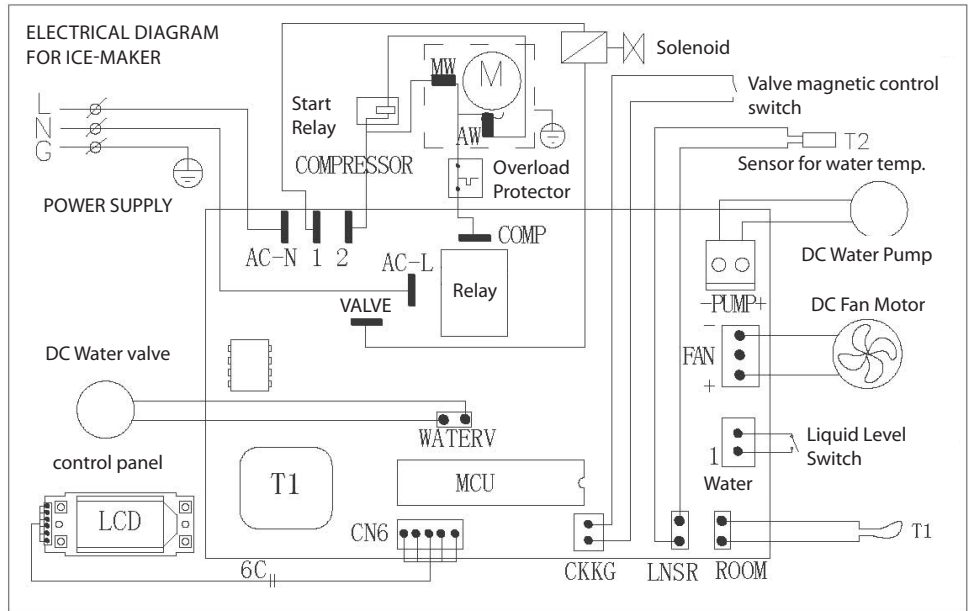 ELECTRICAL DIAGRAM
FOR ICE-MAKER
Solenoid
MW
M
Valve magnetic control
switch
L
N
G
Start
Relay
AW
T2
COMPRESSOR
Overload
Protector
Sensor for water temp.
POWER SUPPLY
COMP
AC-N 1 2
AC-L
DC Water Pump
Relay
VALVE
-PUMP+
DC Fan Motor
DC Water valve
-
FAN
+
WATERV
1
Liquid Level
Switch
control panel
Water
T1
MCU
LCD
CN6
T1
6C
CKKG
LNSR
ROOM